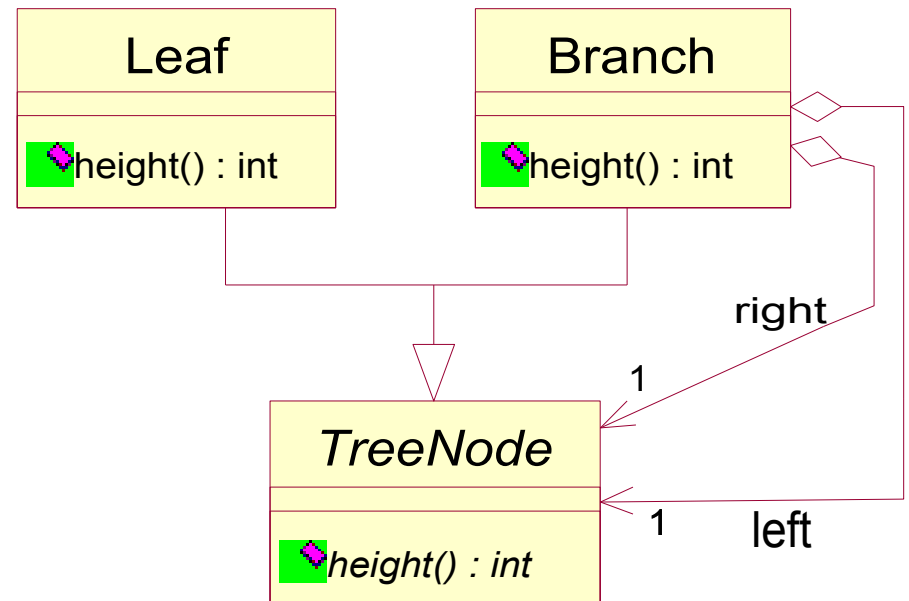 Leaf
Branch
height() : int
height() : int
right
1
TreeNode
1
left
height() : int